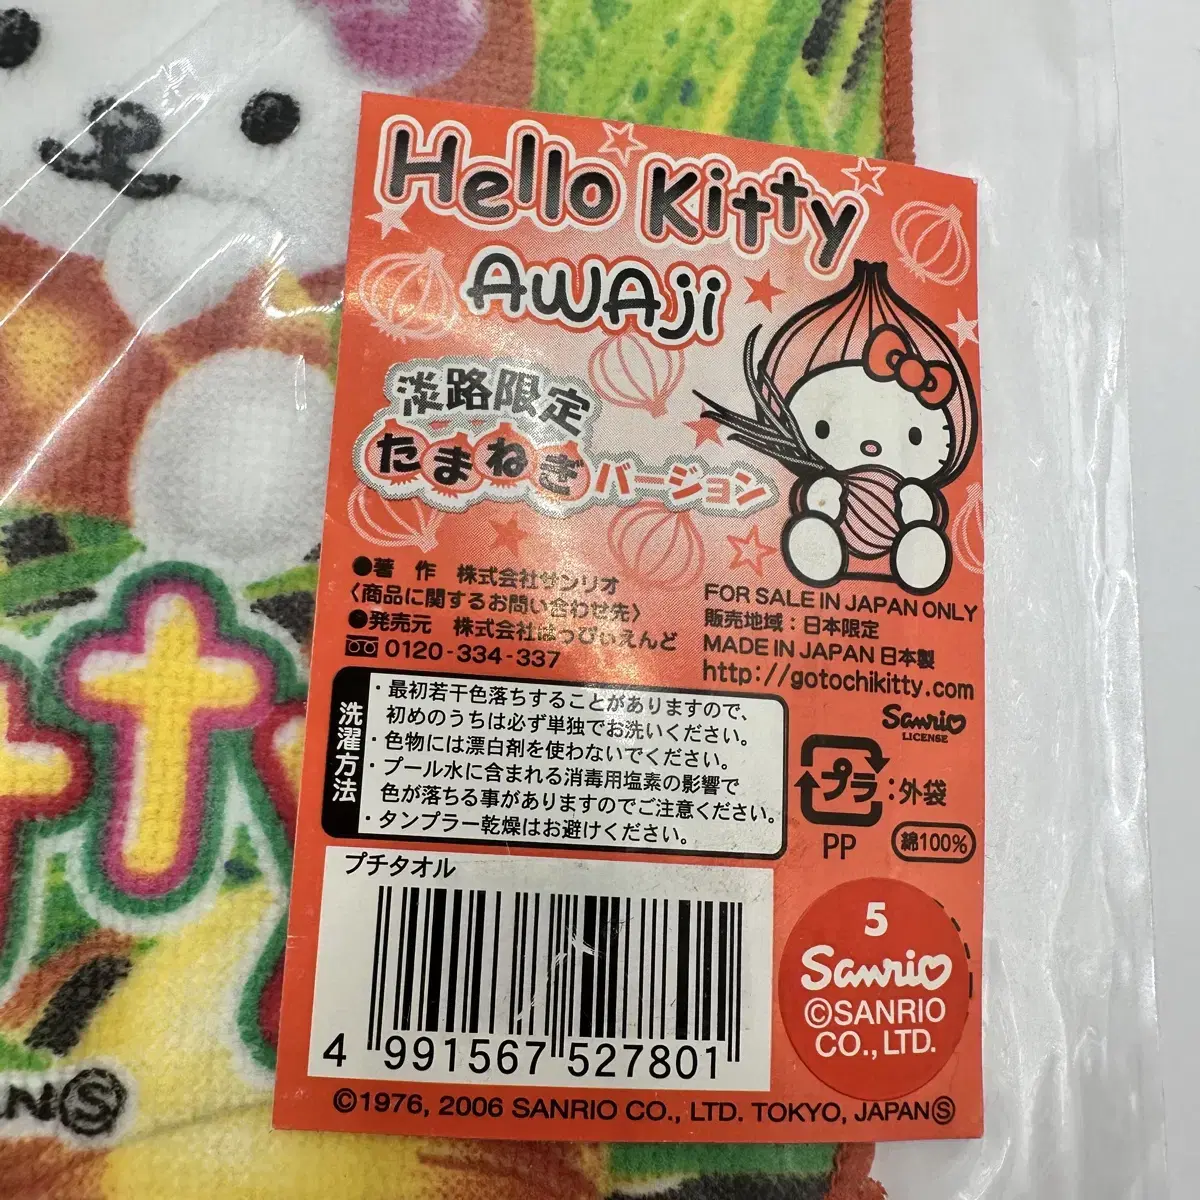 Hello Kitty
AWAJi
淡路限定
たまねぎバージョン
●著 作 株式会社サンリオ
〈商品に関するお問い合わせ先〉
●発売元 株式会社はっぴぃえんど
0120-334-337
FOR SALE IN JAPAN ONLY
販売地域：日本限定
MADE IN JAPAN 日本製
http://gotochikitty.com
Sanrio
LICENSE
洗濯方法
・最初若干色落ちすることがありますので、
初めのうちは必ず単独でお洗いください。
・色物には漂白剤を使わないでください。
・プール水に含まれる消毒用塩素の影響で
色が落ちる事がありますのでご注意ください。
・タンブラー乾燥はお避けください。
プラ：外袋
PP
綿100%
プチタオル
4 991567 527801
5
Sanrio
©SANRIO
CO., LTD.
©1976, 2006 SANRIO CO., LTD. TOKYO, JAPANⓈ